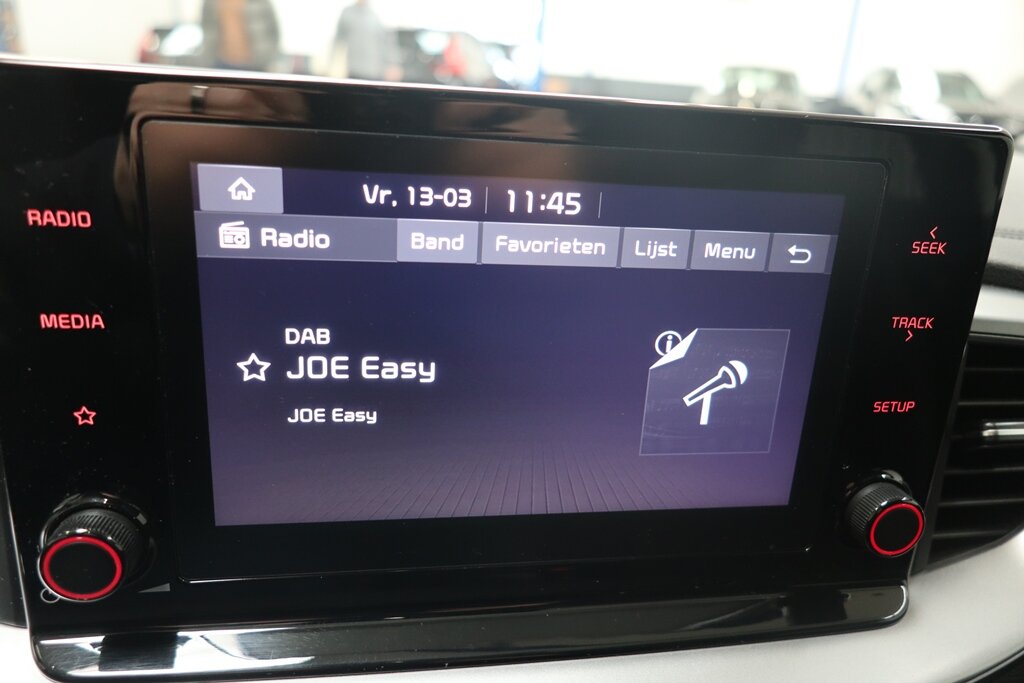 Vr, 13-03 11:45
RADIO
Radio Band Favorieten Lijst Menu
SEEK
MEDIA
TRACK
DAB
JOE Easy
JOE Easy
SETUP